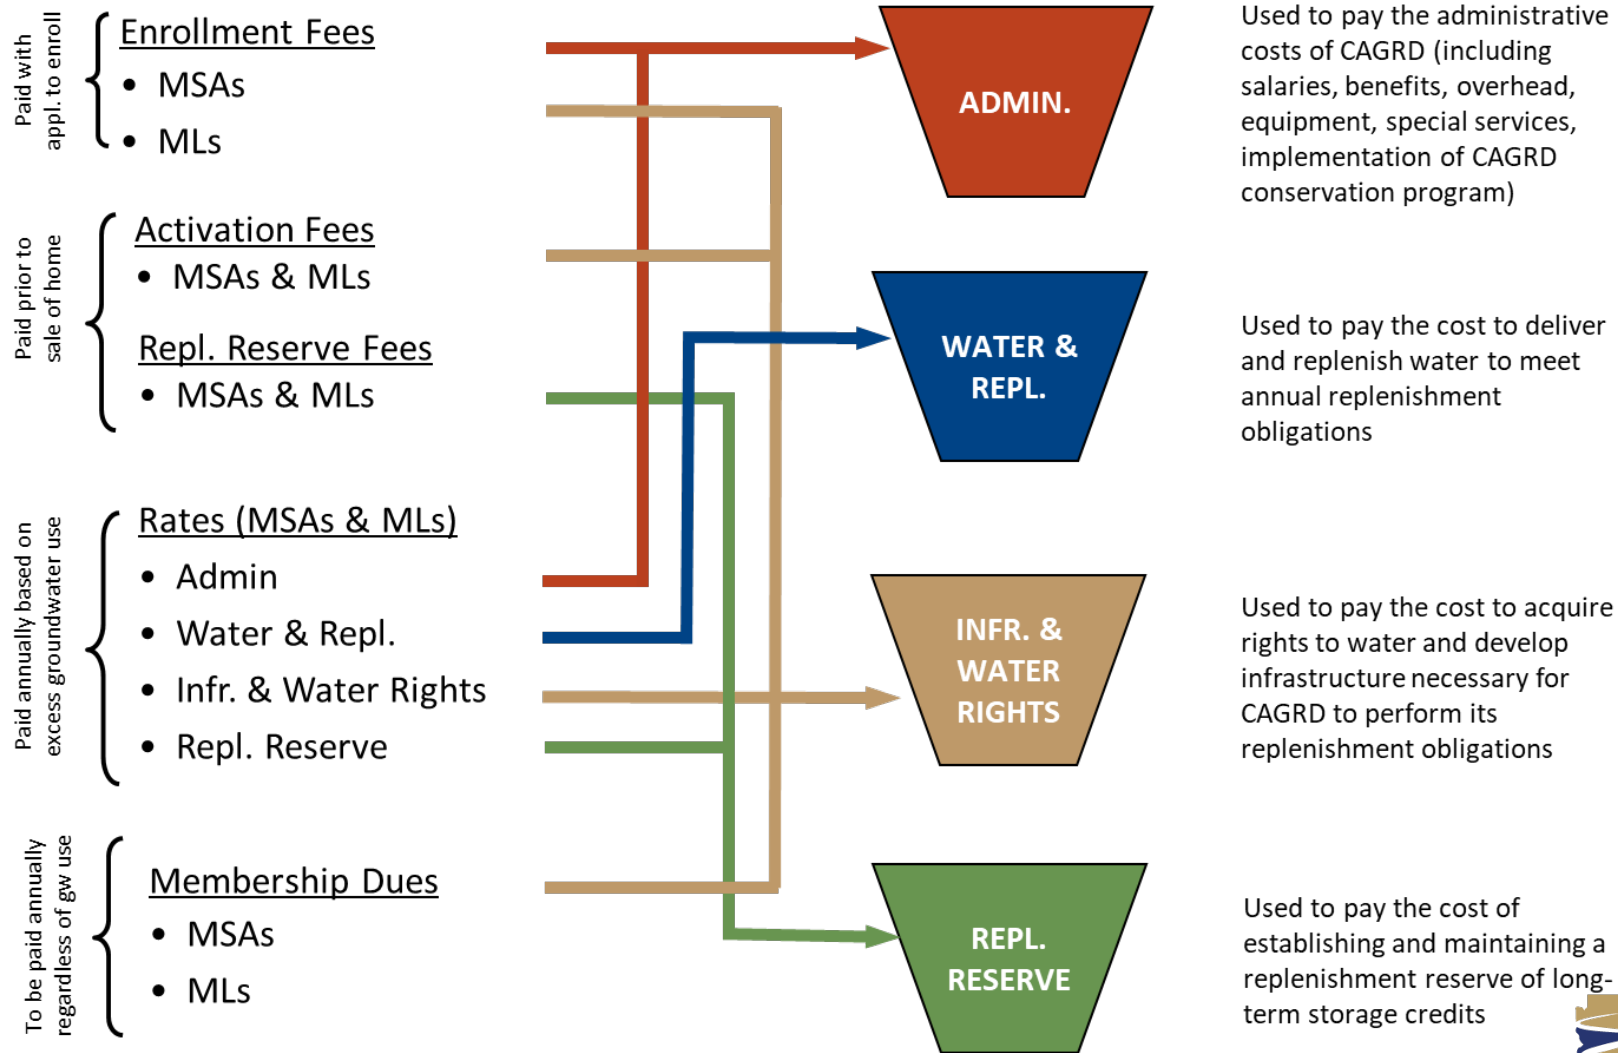 Paid with
appl. to enroll
Enrollment Fees
• MSAs
• MLs
Paid prior to
sale of home
Activation Fees
• MSAs & MLs
Repl. Reserve Fees
• MSAs & MLs
Paid annually based on
excess groundwater use
Rates (MSAs & MLs)
• Admin
• Water & Repl.
• Infr. & Water Rights
• Repl. Reserve
To be paid annually
regardless of gw use
Membership Dues
• MSAs
• MLs
ADMIN.
WATER &
REPL.
INFR. &
WATER
RIGHTS
REPL.
RESERVE
Used to pay the administrative
costs of CAGRD (including
salaries, benefits, overhead,
equipment, special services,
implementation of CAGRD
conservation program)
Used to pay the cost to deliver
and replenish water to meet
annual replenishment
obligations
Used to pay the cost to acquire
rights to water and develop
infrastructure necessary for
CAGRD to perform its
replenishment obligations
Used to pay the cost of
establishing and maintaining a
replenishment reserve of long-
term storage credits